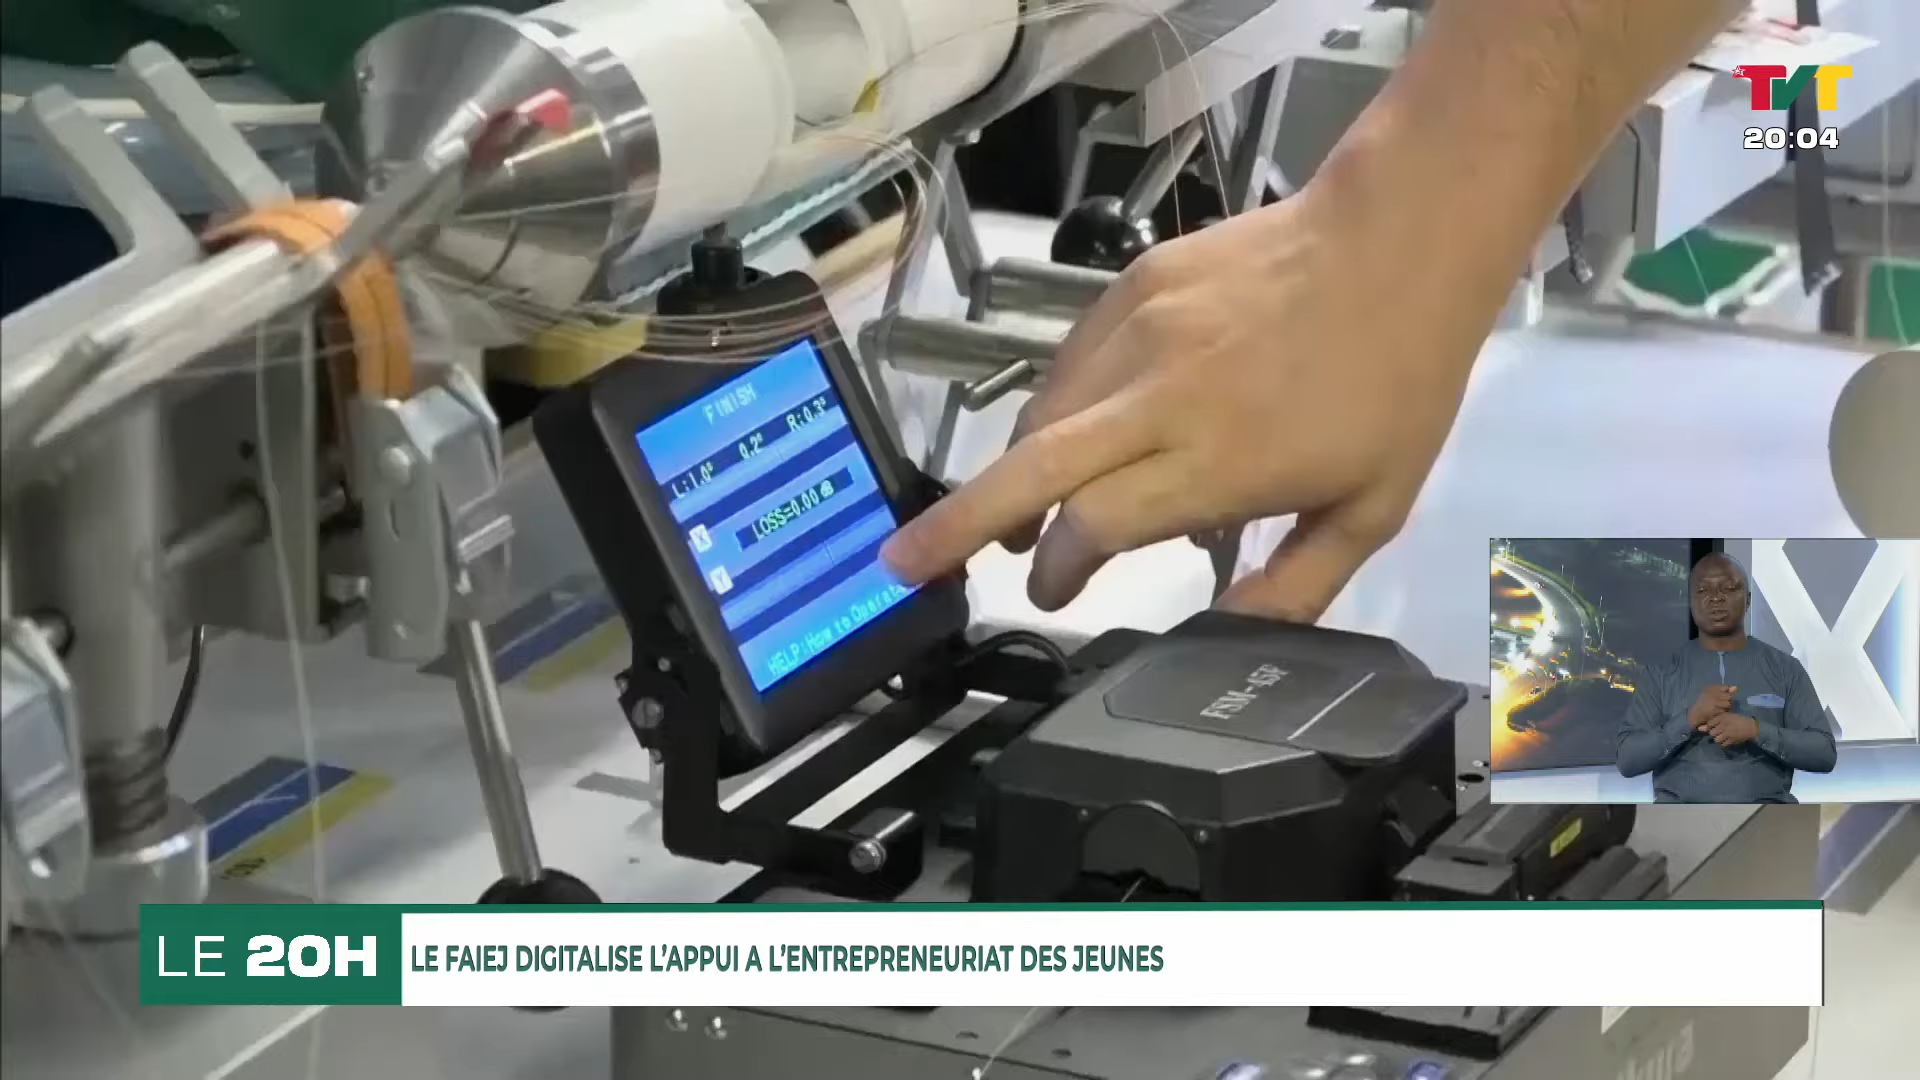 TVT
20:04
FINISH
L:1.0° 0.2° R:0.3°
LOSS=0.00 dB
X
Y
HELP:How to Operate
FSM-45F
LE 20H
LE FAIEJ DIGITALISE L'APPUI A L'ENTREPRENEURIAT DES JEUNES